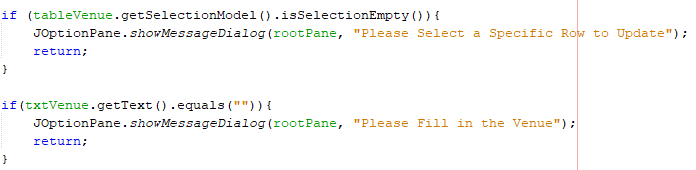 if (tableVenue.getSelectionModel().isSelectionEmpty()){
JOptionPane.showMessageDialog(rootPane, "Please Select a Specific Row to Update");
return;
}
if(txtVenue.getText().equals("")){
JOptionPane.showMessageDialog(rootPane, "Please Fill in the Venue");
return;
}